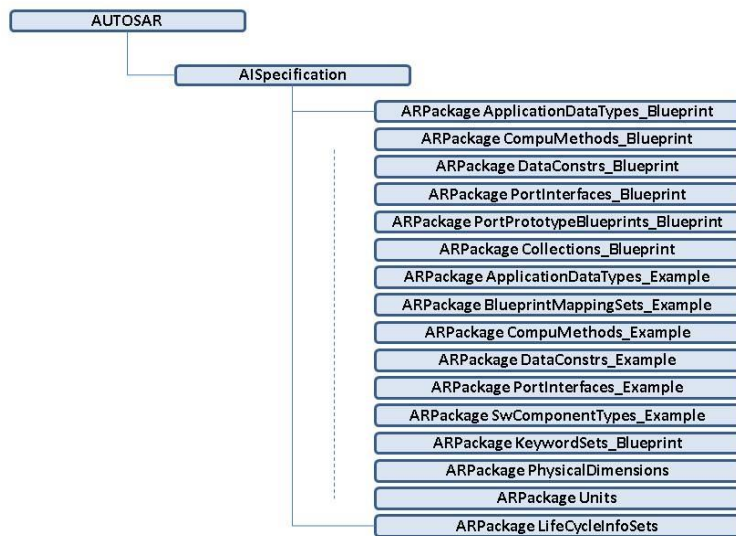 AUTOSAR
AISpecification
ARPackage ApplicationDataTypes_Blueprint
ARPackage CompuMethods_Blueprint
ARPackage DataConstrs_Blueprint
ARPackage PortInterfaces_Blueprint
ARPackage PortPrototypeBlueprints_Blueprint
ARPackage Collections_Blueprint
ARPackage ApplicationDataTypes_Example
ARPackage BlueprintMappingSets_Example
ARPackage CompuMethods_Example
ARPackage DataConstrs_Example
ARPackage PortInterfaces_Example
ARPackage SwComponentTypes_Example
ARPackage KeywordSets_Blueprint
ARPackage PhysicalDimensions
ARPackage Units
ARPackage LifeCycleInfoSets